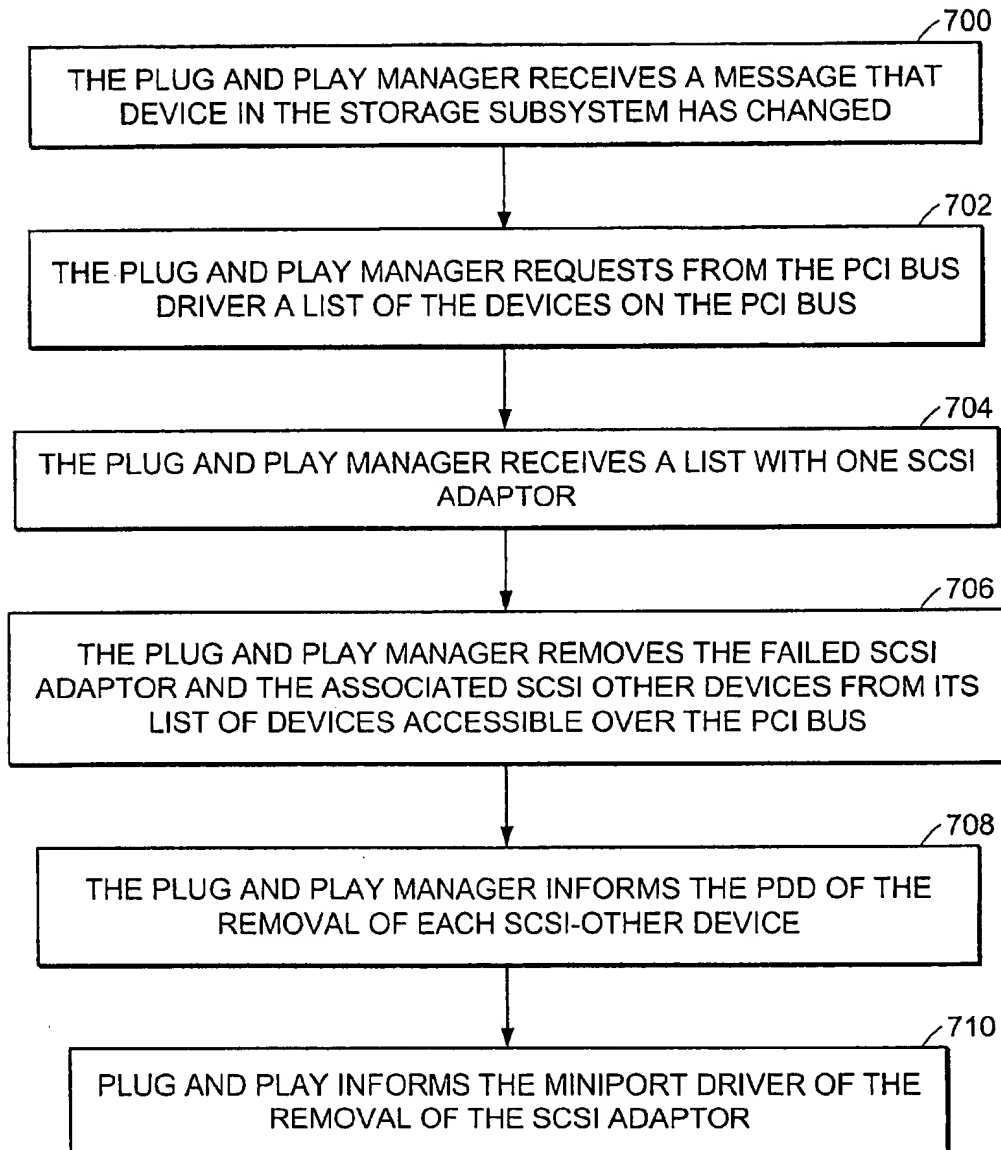 700
THE PLUG AND PLAY MANAGER RECEIVES A MESSAGE THAT
DEVICE IN THE STORAGE SUBSYSTEM HAS CHANGED
702
THE PLUG AND PLAY MANAGER REQUESTS FROM THE PCI BUS
DRIVER A LIST OF THE DEVICES ON THE PCI BUS
704
THE PLUG AND PLAY MANAGER RECEIVES A LIST WITH ONE SCSI
ADAPTOR
706
THE PLUG AND PLAY MANAGER REMOVES THE FAILED SCSI
ADAPTOR AND THE ASSOCIATED SCSI OTHER DEVICES FROM ITS
LIST OF DEVICES ACCESSIBLE OVER THE PCI BUS
708
THE PLUG AND PLAY MANAGER INFORMS THE PDD OF THE
REMOVAL OF EACH SCSI-OTHER DEVICE
710
PLUG AND PLAY INFORMS THE MINIPORT DRIVER OF THE
REMOVAL OF THE SCSI ADAPTOR